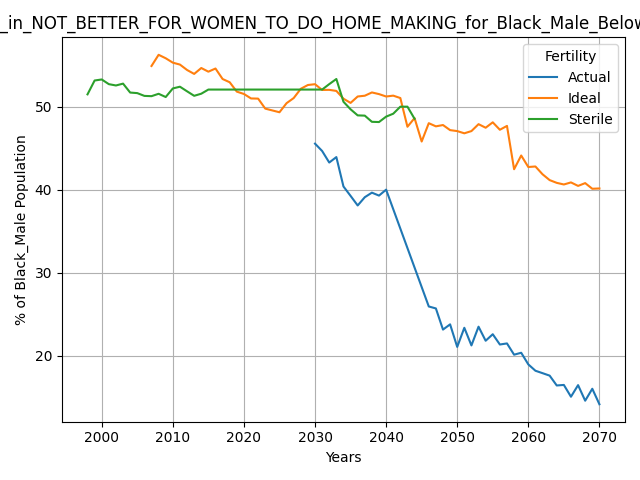 _in_NOT_BETTER_FOR_WOMEN_TO_DO_HOME_MAKING_for_Black_Male_Below
Fertility
Actual
Ideal
Sterile
% of Black_Male Population
50
40
30
20
2000 2010 2020 2030 2040 2050 2060 2070
Years